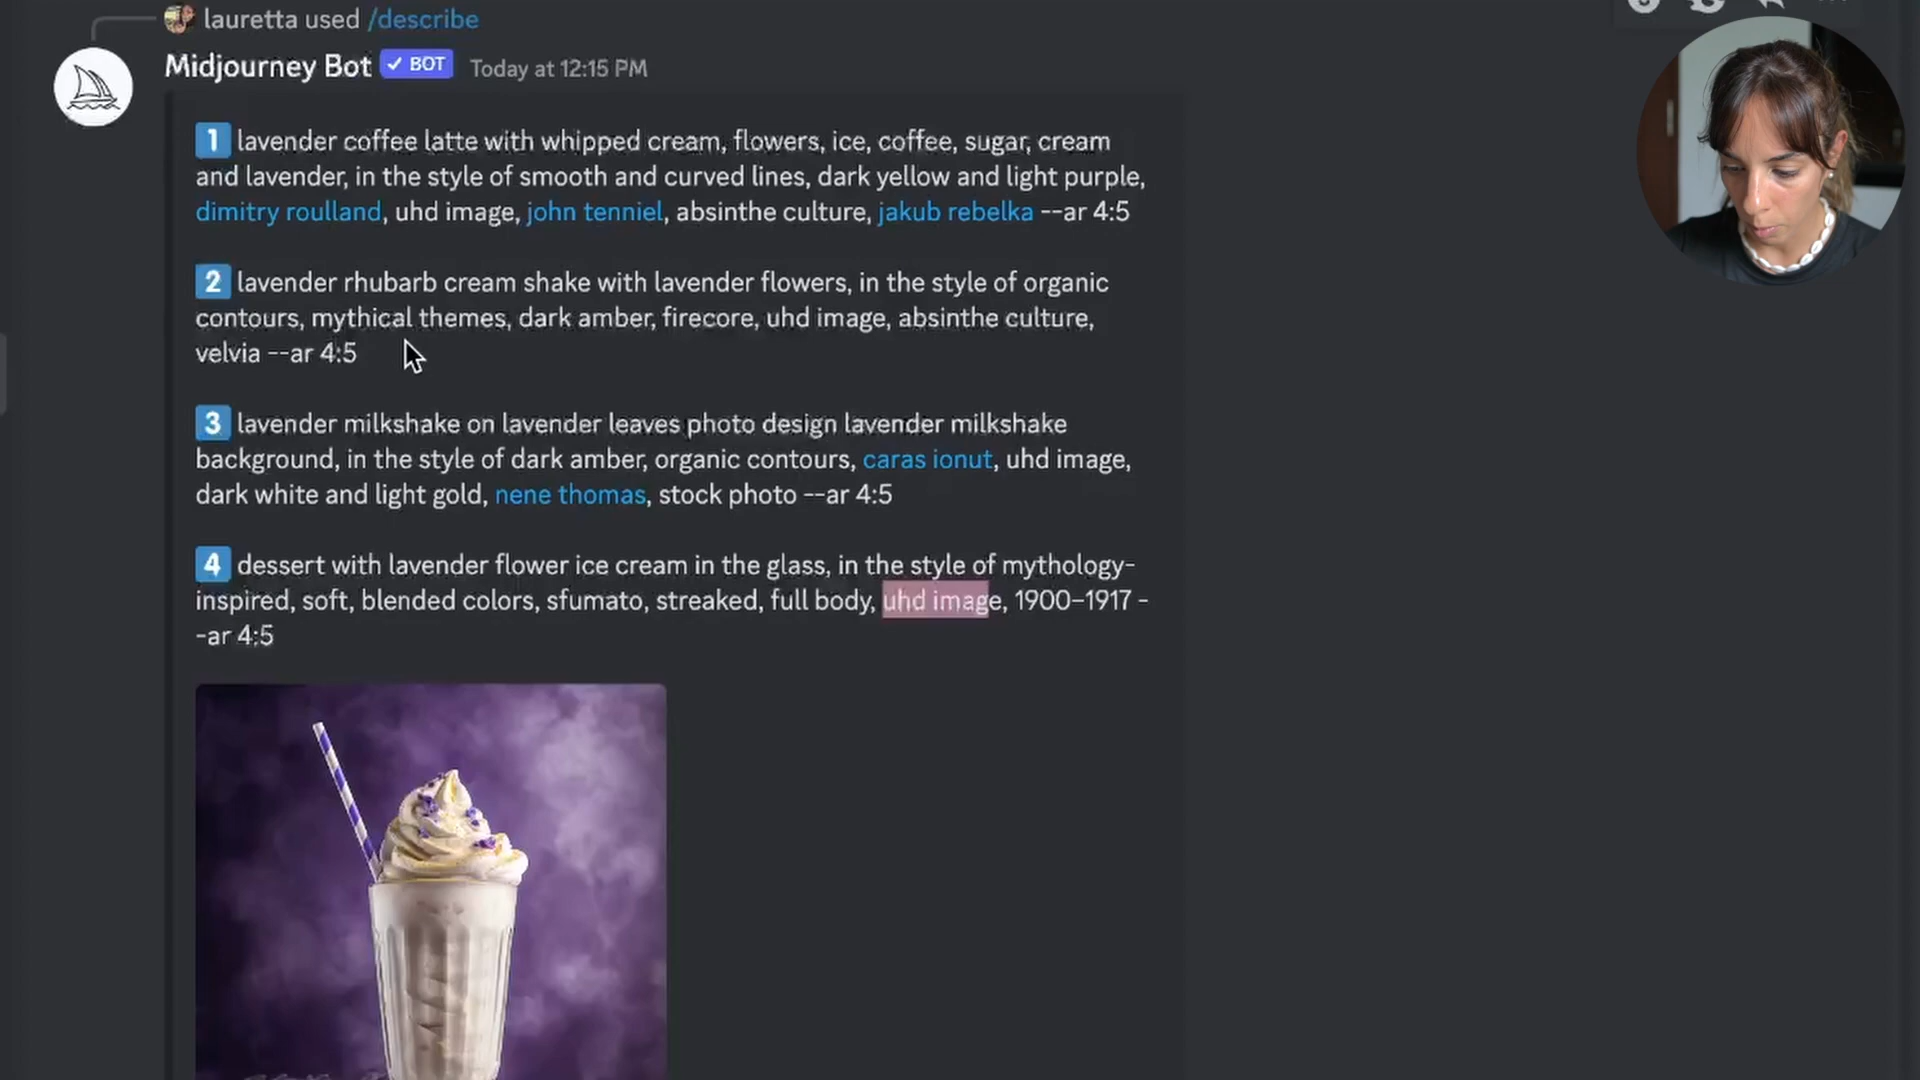 lauretta used /describe
Midjourney Bot ✓ BOT Today at 12:15 PM
1 lavender coffee latte with whipped cream, flowers, ice, coffee, sugar, cream
and lavender, in the style of smooth and curved lines, dark yellow and light purple,
dimitry roulland, uhd image, john tenniel, absinthe culture, jakub rebelka --ar 4:5
2 lavender rhubarb cream shake with lavender flowers, in the style of organic
contours, mythical themes, dark amber, firecore, uhd image, absinthe culture,
velvia --ar 4:5
3 lavender milkshake on lavender leaves photo design lavender milkshake
background, in the style of dark amber, organic contours, caras ionut, uhd image,
dark white and light gold, nene thomas, stock photo --ar 4:5
4 dessert with lavender flower ice cream in the glass, in the style of mythology-
inspired, soft, blended colors, sfumato, streaked, full body, uhd image, 1900–1917 -
-ar 4:5